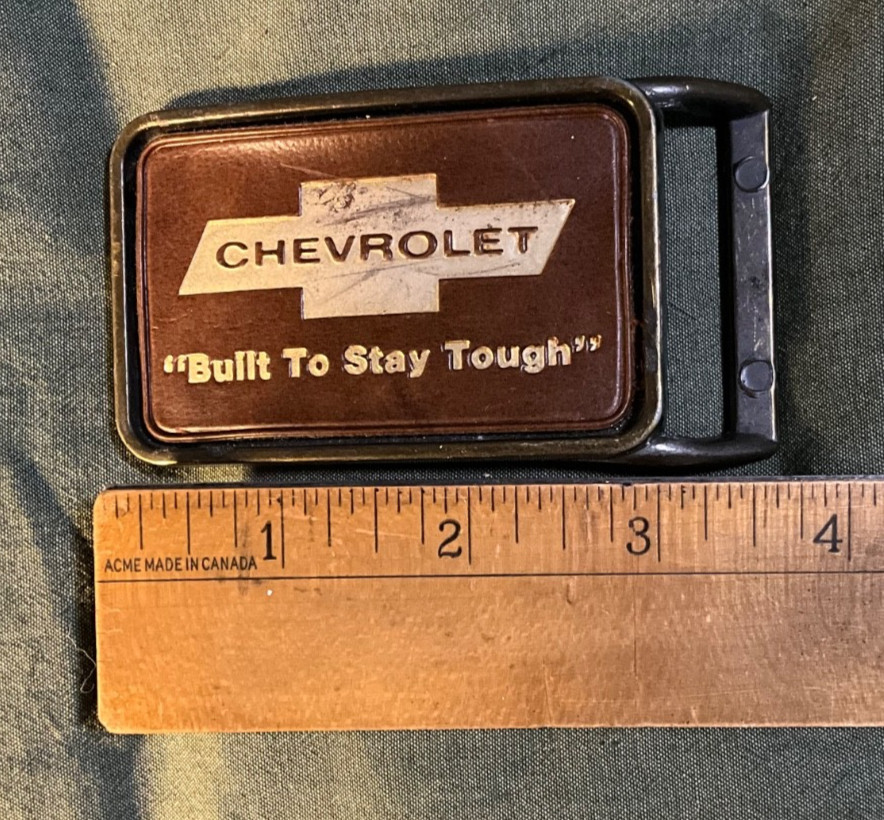 CHEVROLET
“Built To Stay Tough”
1 2 3 4
ACME MADE IN CANADA